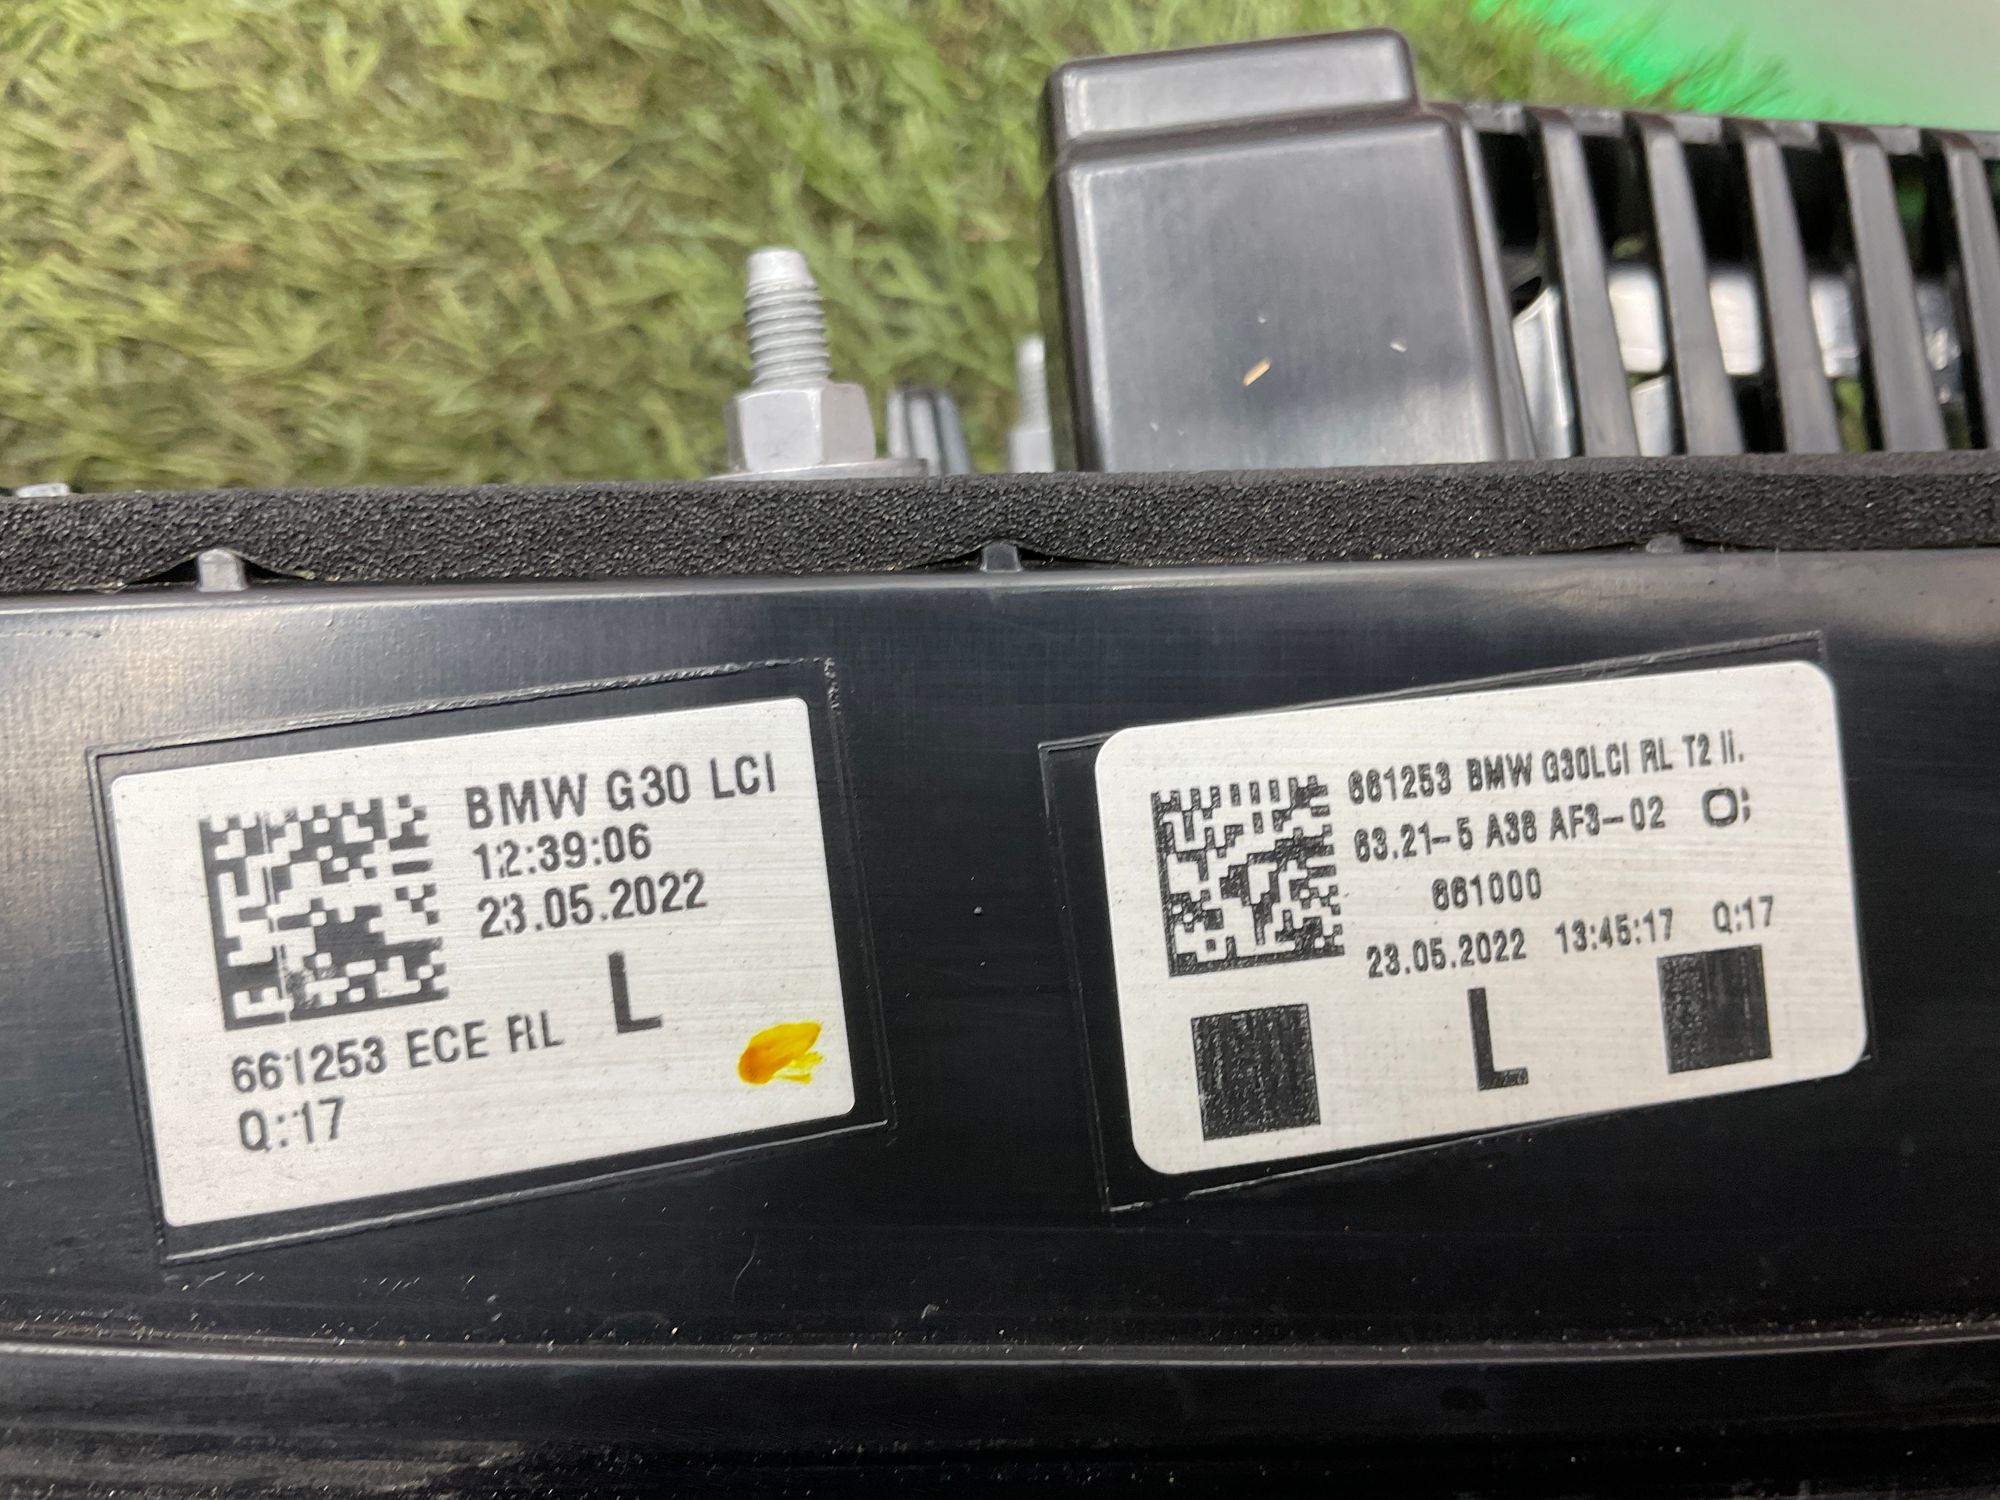 BMW G30 LCI
12:39:06
23.05.2022
L
661253 ECE RL
Q:17
661253 BMW G30LCI RL T2 II.
63.21-5 A38 AF3-02 O;
661000
23.05.2022 13:45:17 Q:17
L